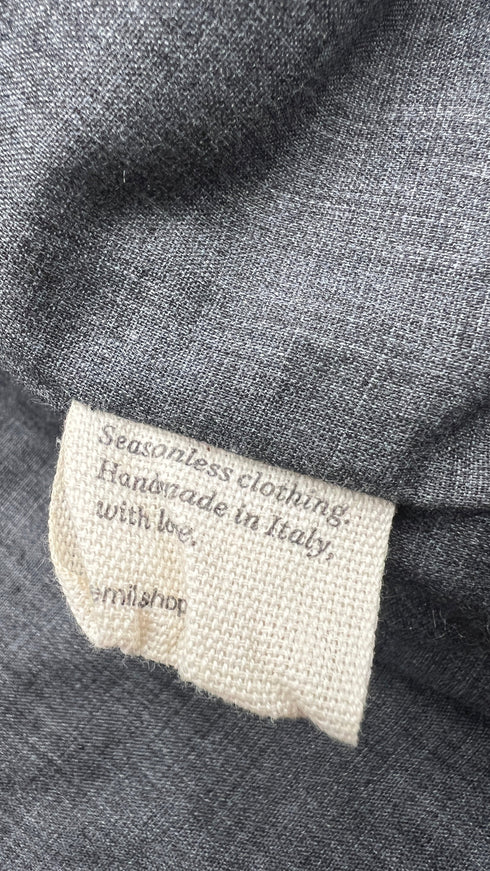 Seasonless clothing.
Handmade in Italy,
with love.
emilshop